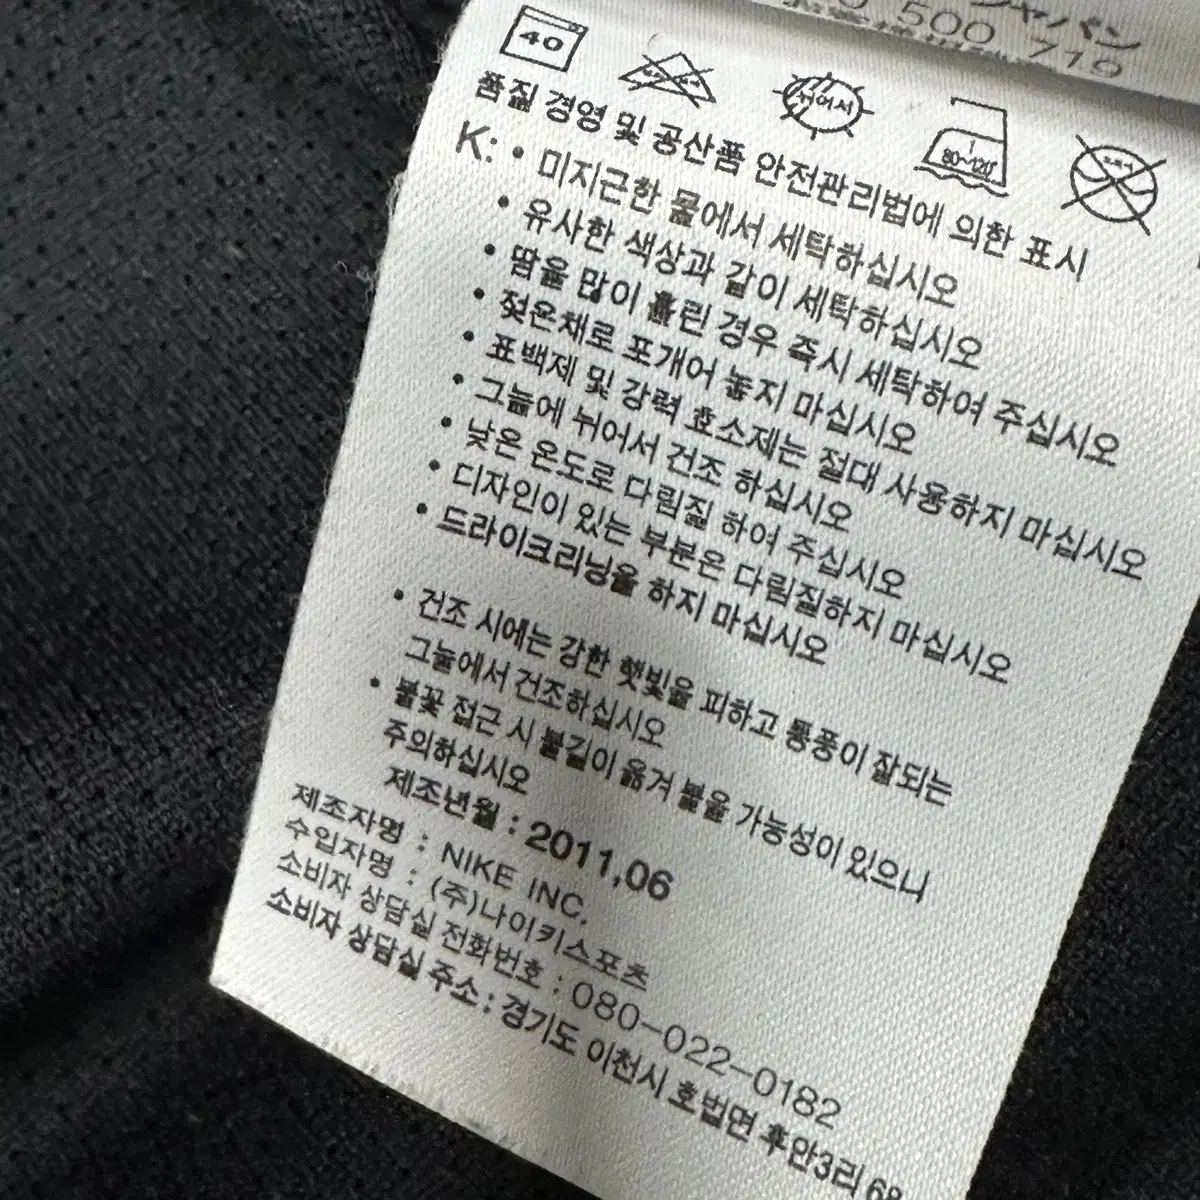 ジャパン
500 719
40
뉘어서
80~120
품질 경영 및 공산품 안전관리법에 의한 표시
K: • 미지근한 물에서 세탁하십시오
• 유사한 색상과 같이 세탁하십시오
• 땀을 많이 흘린 경우 즉시 세탁하여 주십시오
• 젖은채로 포개어 놓지 마십시오
• 표백제 및 강력 효소제는 절대 사용하지 마십시오
• 그늘에 뉘어서 건조 하십시오
• 낮은 온도로 다림질 하여 주십시오
• 디자인이 있는 부분은 다림질하지 마십시오
• 드라이크리닝을 하지 마십시오
• 건조 시에는 강한 햇빛을 피하고 통풍이 잘되는
그늘에서 건조하십시오
• 불꽃 접근 시 불길이 옮겨 붙을 가능성이 있으니
주의하십시오
제조년월 : 2011,06
제조자명 : NIKE INC,
수입자명 : (주)나이키스포츠
소비자 상담실 전화번호 : 080-022-0182
소비자 상담실 주소 : 경기도 이천시 호법면 후안3리 68